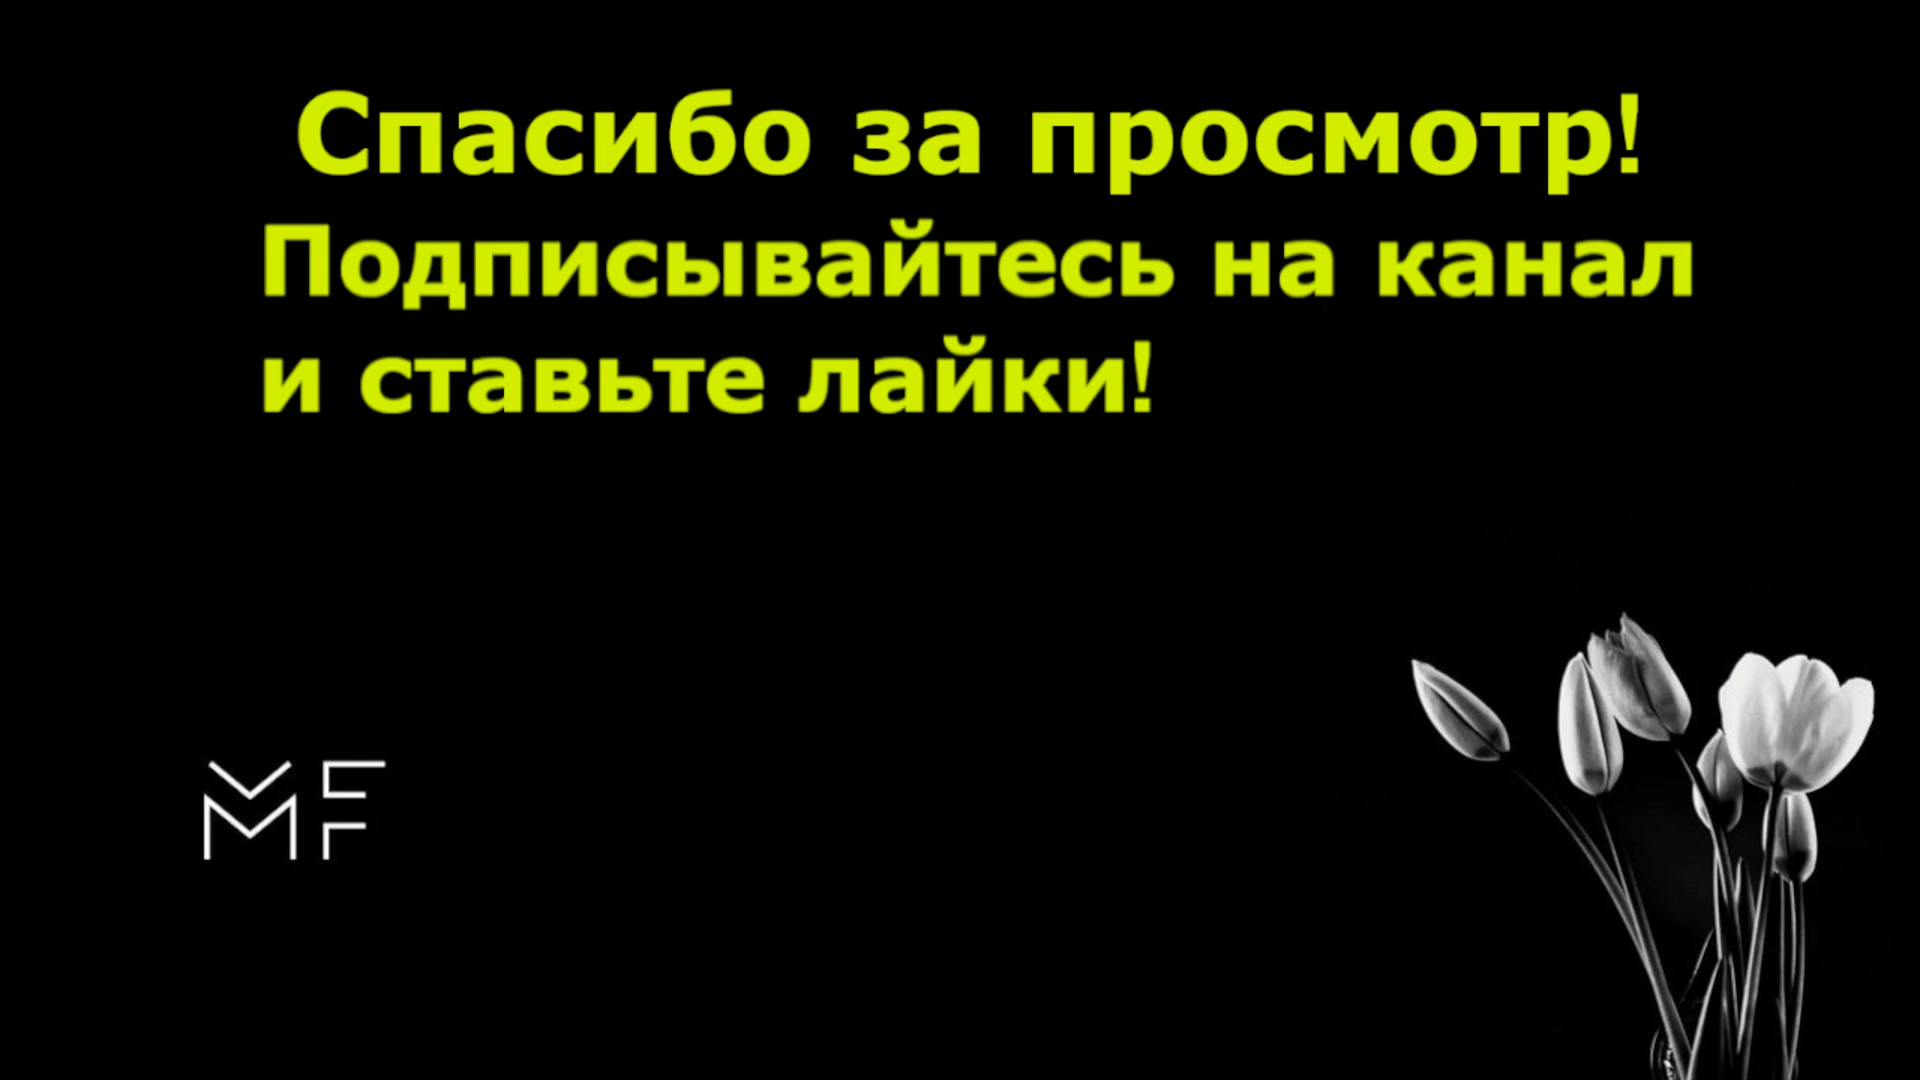 Спасибо за просмотр!
Подписывайтесь на канал
и ставьте лайки!
MF